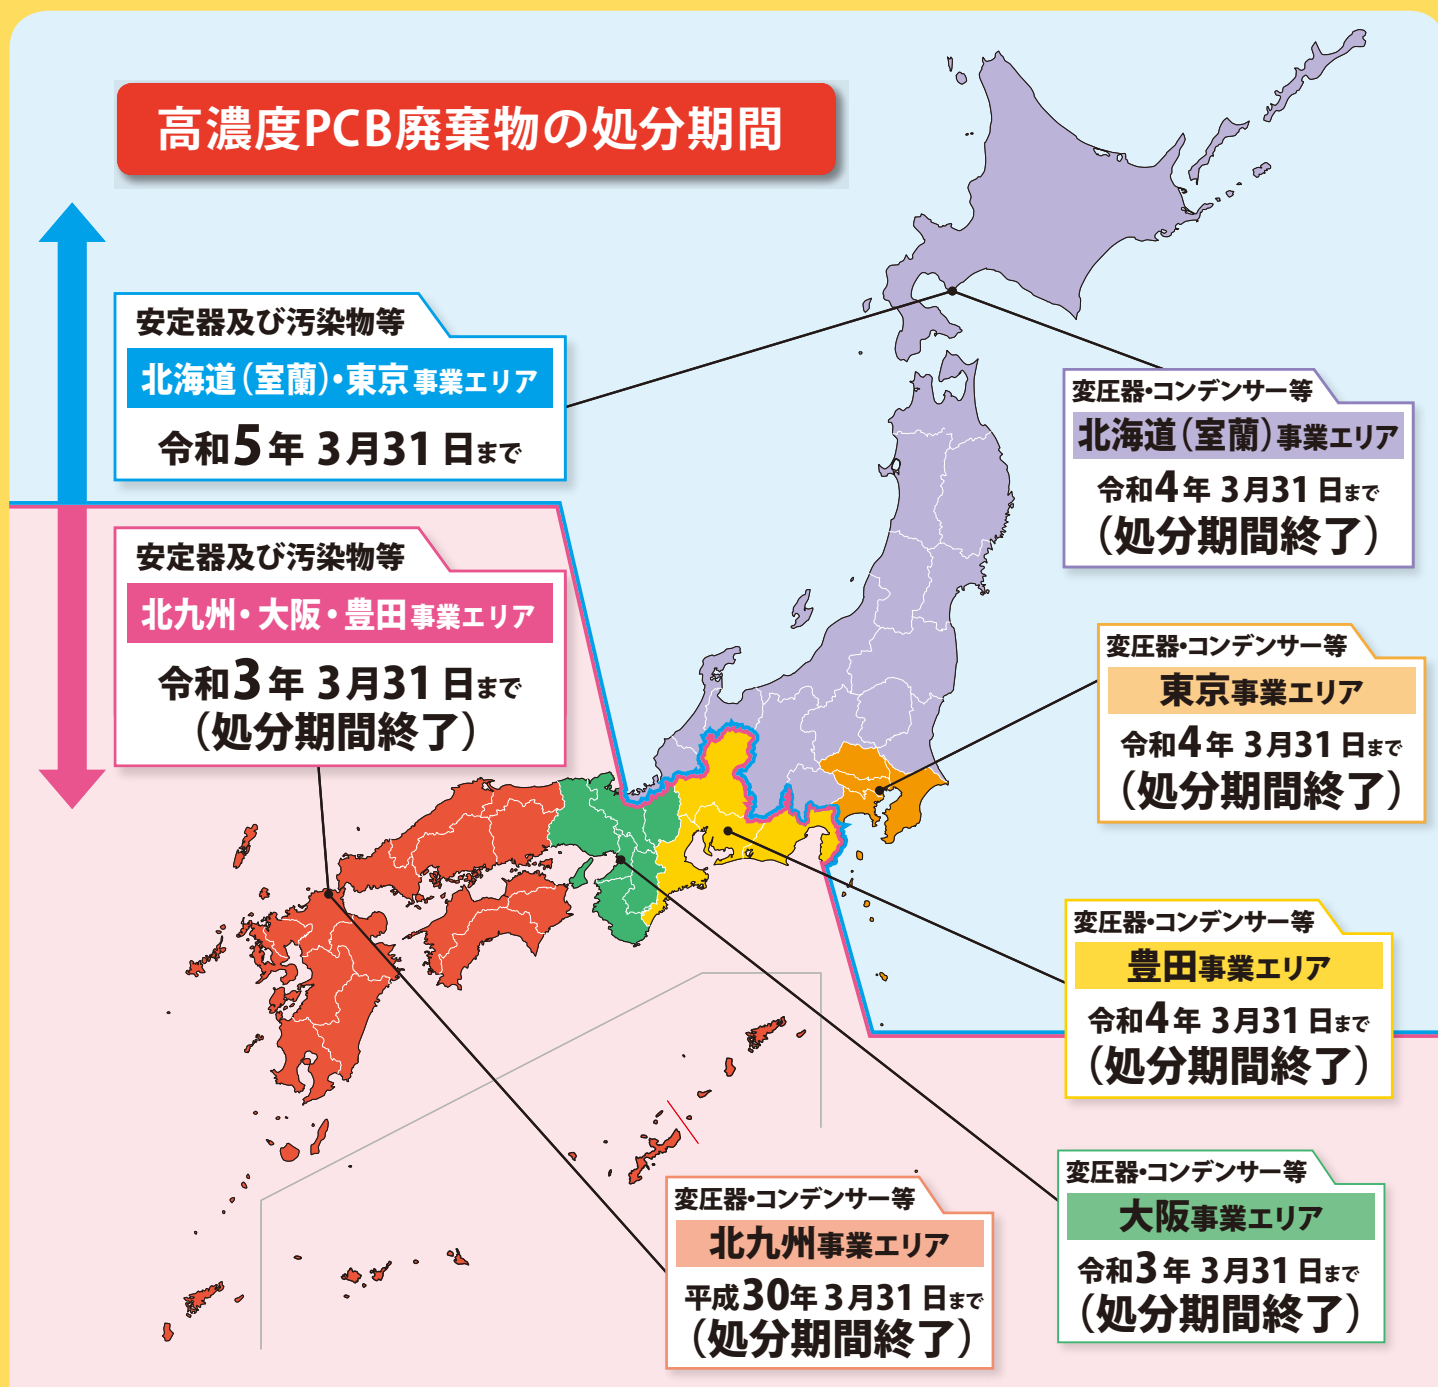 高濃度PCB廃棄物の処分期間
安定器及び汚染物等
北海道(室蘭)・東京事業エリア
令和5年 3月31日まで
安定器及び汚染物等
北九州・大阪・豊田事業エリア
令和3年 3月31日まで
(処分期間終了)
変圧器・コンデンサー等
北海道(室蘭)事業エリア
令和4年 3月31日まで
(処分期間終了)
変圧器・コンデンサー等
東京事業エリア
令和4年 3月31日まで
(処分期間終了)
変圧器・コンデンサー等
豊田事業エリア
令和4年 3月31日まで
(処分期間終了)
変圧器・コンデンサー等
大阪事業エリア
令和3年 3月31日まで
(処分期間終了)
変圧器・コンデンサー等
北九州事業エリア
平成30年 3月31日まで
(処分期間終了)